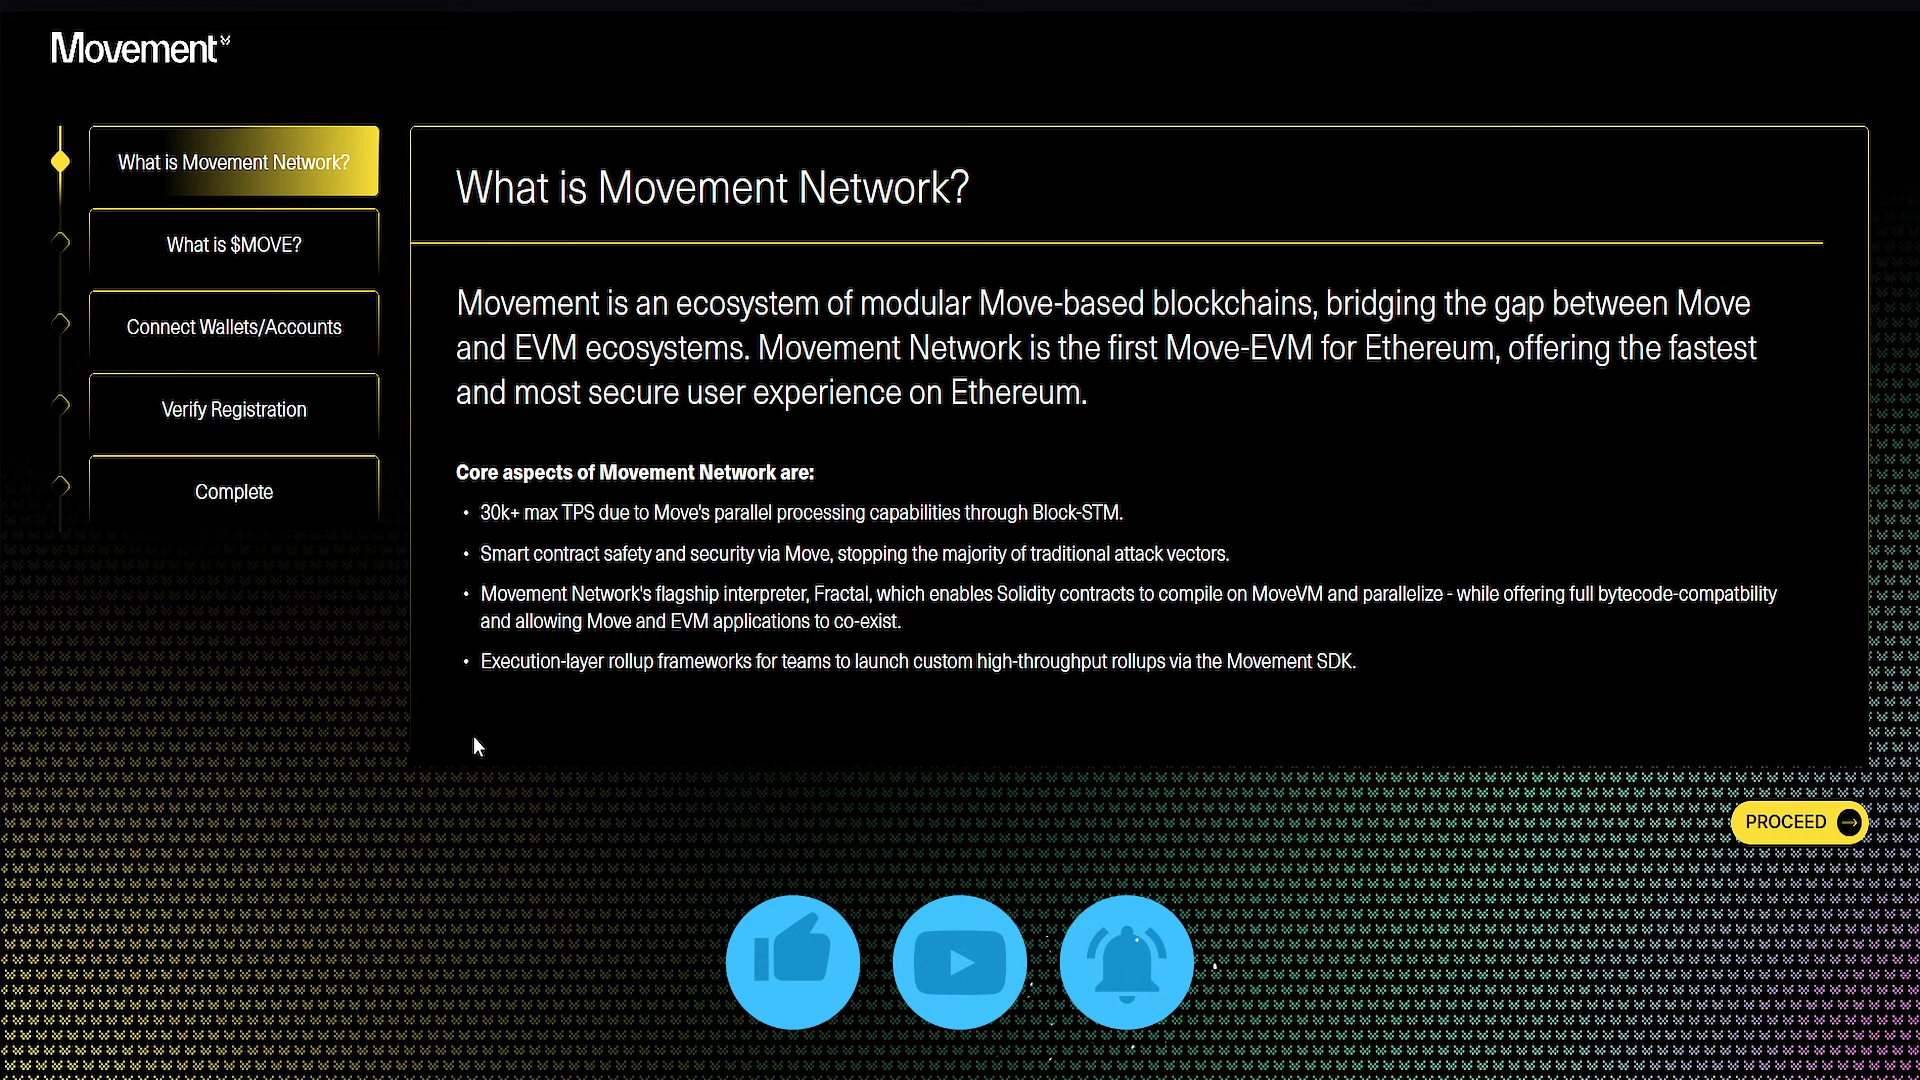 Movement
What is Movement Network?
What is $MOVE?
Connect Wallets/Accounts
Verify Registration
Complete
What is Movement Network?
Movement is an ecosystem of modular Move-based blockchains, bridging the gap between Move
and EVM ecosystems. Movement Network is the first Move-EVM for Ethereum, offering the fastest
and most secure user experience on Ethereum.
Core aspects of Movement Network are:
• 30k+ max TPS due to Move's parallel processing capabilities through Block-STM.
• Smart contract safety and security via Move, stopping the majority of traditional attack vectors.
• Movement Network's flagship interpreter, Fractal, which enables Solidity contracts to compile on MoveVM and parallelize - while offering full bytecode-compatbility
and allowing Move and EVM applications to co-exist.
• Execution-layer rollup frameworks for teams to launch custom high-throughput rollups via the Movement SDK.
PROCEED